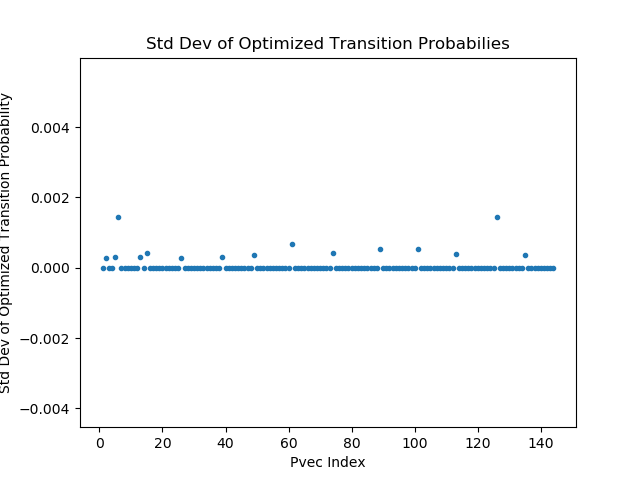 Std Dev of Optimized Transition Probabilies
Std Dev of Optimized Transition Probability
0.004
0.002
0.000
−0.002
−0.004
0 20 40 60 80 100 120 140
Pvec Index